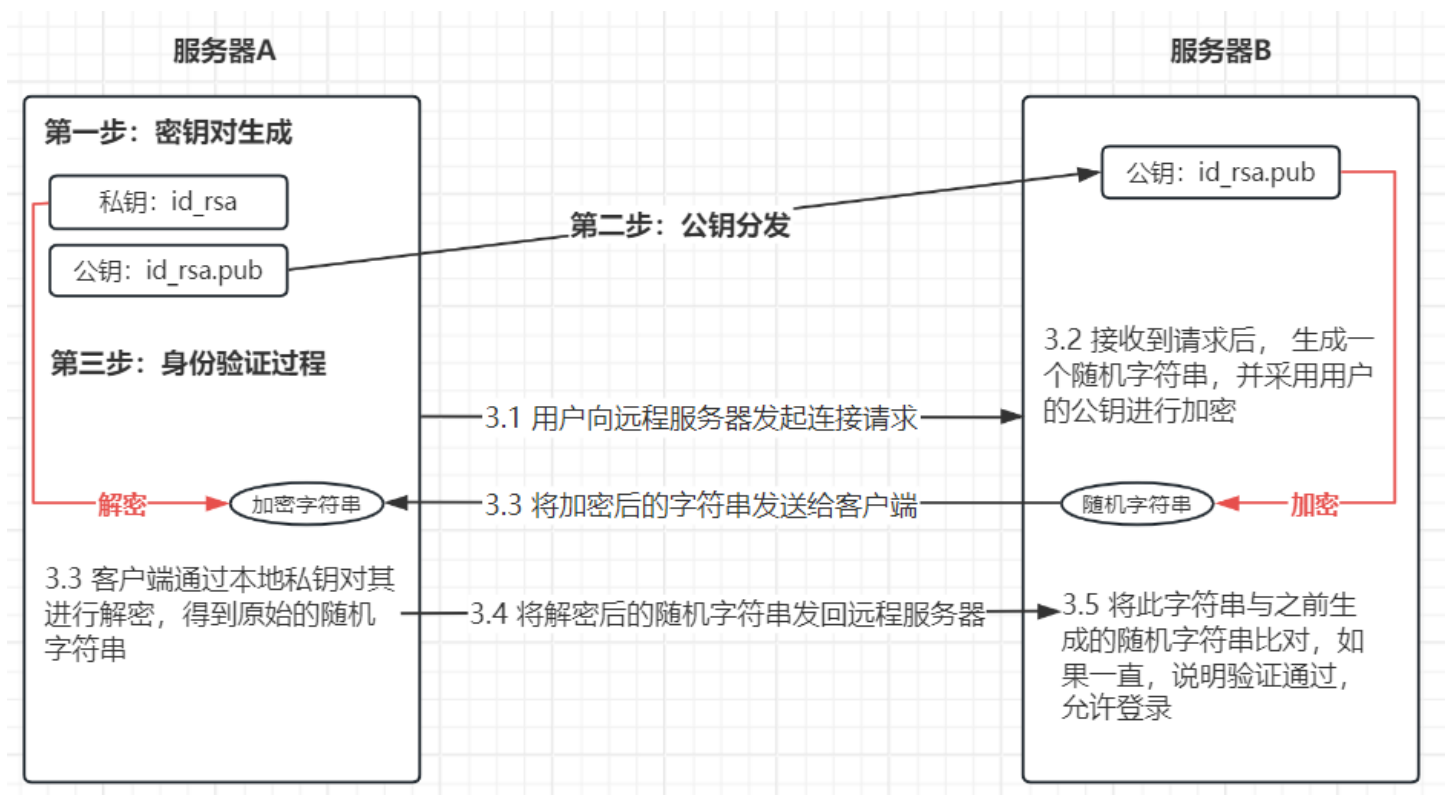 服务器A
服务器B
第一步：密钥对生成
私钥：id_rsa
公钥：id_rsa.pub
第二步：公钥分发
公钥：id_rsa.pub
第三步：身份验证过程
3.1 用户向远程服务器发起连接请求
3.2 接收到请求后， 生成一
个随机字符串，并采用用户
的公钥进行加密
解密
加密字符串
3.3 将加密后的字符串发送给客户端
随机字符串
加密
3.3 客户端通过本地私钥对其
进行解密，得到原始的随机
字符串
3.4 将解密后的随机字符串发回远程服务器
3.5 将此字符串与之前生
成的随机字符串比对，如
果一直，说明验证通过，
允许登录